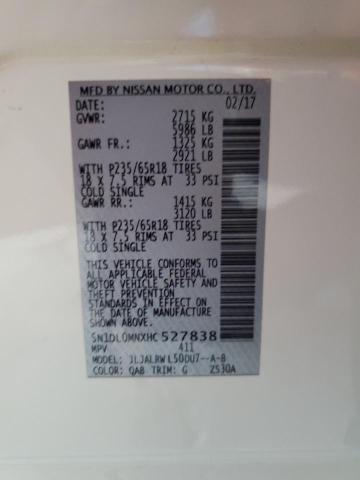 MFD BY NISSAN MOTOR CO., LTD.
DATE: 02/17
GVWR: 2715 KG
5986 LB
GAWR FR.: 1325 KG
2921 LB
WITH P235/65R18 TIRES
18 X 7.5 RIMS AT 33 PSI
COLD SINGLE
GAWR RR.: 1415 KG
3120 LB
WITH P235/65R18 TIRES
18 X 7.5 RIMS AT 33 PSI
COLD SINGLE
THIS VEHICLE CONFORMS TO
ALL APPLICABLE FEDERAL
MOTOR VEHICLE SAFETY
AND THEFT PREVENTION
STANDARDS IN EFFECT ON
THE DATE OF MANUFACTURE
SHOWN ABOVE.
5N1DL0MNXHC527838
MPV 411
MODEL: JLJALRWL50DU7--A-B
COLOR: QAB TRIM: G Z530A